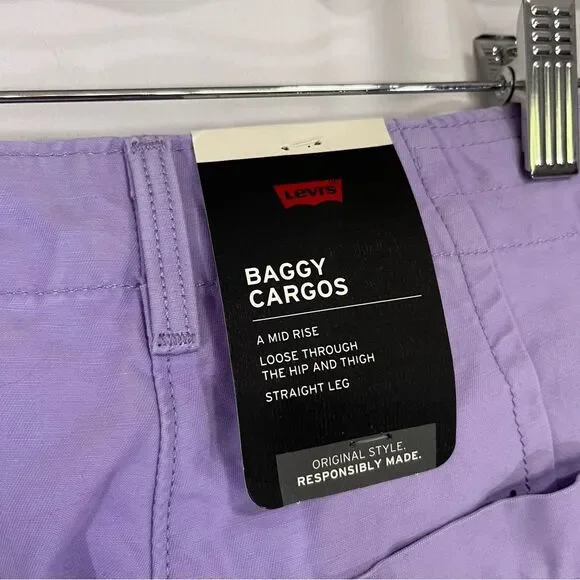 Levi's
BAGGY
CARGOS
A MID RISE
LOOSE THROUGH
THE HIP AND THIGH
STRAIGHT LEG
ORIGINAL STYLE.
RESPONSIBLY MADE.